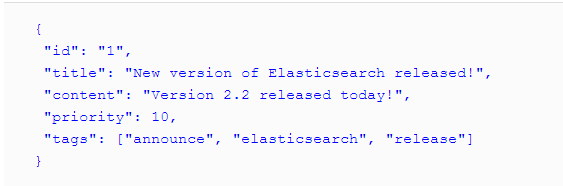 {
"id": "1",
"title": "New version of Elasticsearch released!",
"content": "Version 2.2 released today!",
"priority": 10,
"tags": ["announce", "elasticsearch", "release"]
}